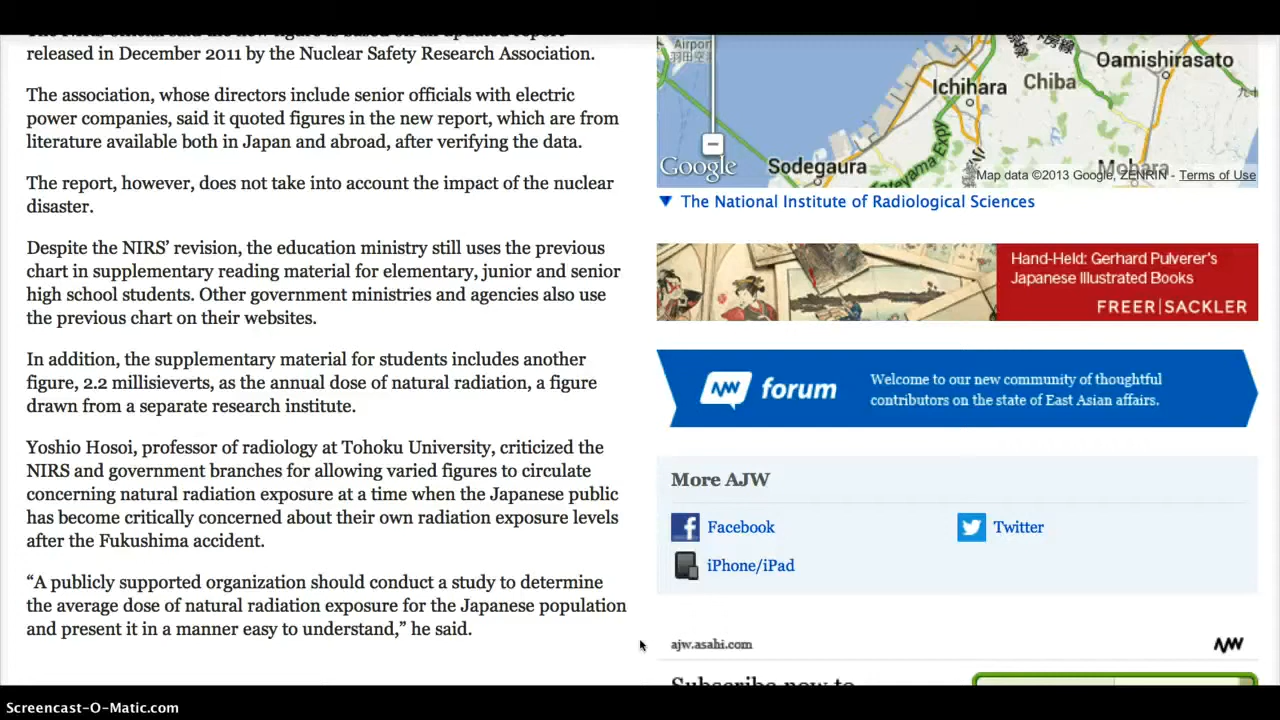 released in December 2011 by the Nuclear Safety Research Association.
The association, whose directors include senior officials with electric
power companies, said it quoted figures in the new report, which are from
literature available both in Japan and abroad, after verifying the data.
The report, however, does not take into account the impact of the nuclear
disaster.
Despite the NIRS’ revision, the education ministry still uses the previous
chart in supplementary reading material for elementary, junior and senior
high school students. Other government ministries and agencies also use
the previous chart on their websites.
In addition, the supplementary material for students includes another
figure, 2.2 millisieverts, as the annual dose of natural radiation, a figure
drawn from a separate research institute.
Yoshio Hosoi, professor of radiology at Tohoku University, criticized the
NIRS and government branches for allowing varied figures to circulate
concerning natural radiation exposure at a time when the Japanese public
has become critically concerned about their own radiation exposure levels
after the Fukushima accident.
“A publicly supported organization should conduct a study to determine
the average dose of natural radiation exposure for the Japanese population
and present it in a manner easy to understand,” he said.
Airport
羽田空港
Oamishirasato
Ichihara
Chiba
Sodegaura
Tateyama Expy
Mobara
Google
Map data ©2013 Google, ZENRIN - Terms of Use
The National Institute of Radiological Sciences
Hand-Held: Gerhard Pulverer's
Japanese Illustrated Books
FREER|SACKLER
AJW forum
Welcome to our new community of thoughtful
contributors on the state of East Asian affairs.
More AJW
Facebook
Twitter
iPhone/iPad
ajw.asahi.com
AJW
Subscribe now to
Screencast-O-Matic.com